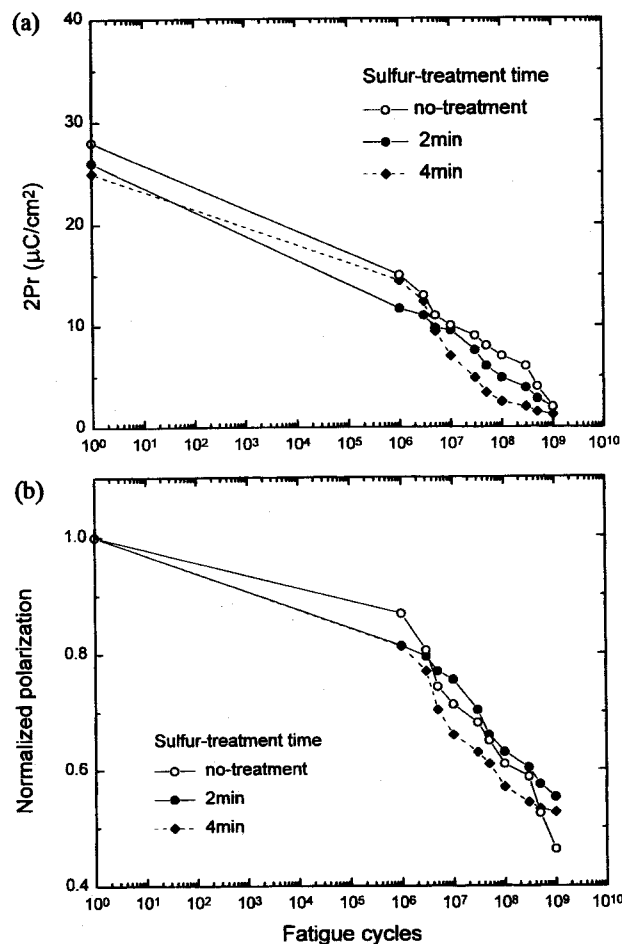 (a)
40
30
20
10
0
2Pr (μC/cm²)
Sulfur-treatment time
no-treatment
2min
4min
10⁰ 10¹ 10² 10³ 10⁴ 10⁵ 10⁶ 10⁷ 10⁸ 10⁹ 10¹⁰
(b)
1.0
0.8
0.6
0.4
Normalized polarization
Sulfur-treatment time
no-treatment
2min
4min
10⁰ 10¹ 10² 10³ 10⁴ 10⁵ 10⁶ 10⁷ 10⁸ 10⁹ 10¹⁰
Fatigue cycles